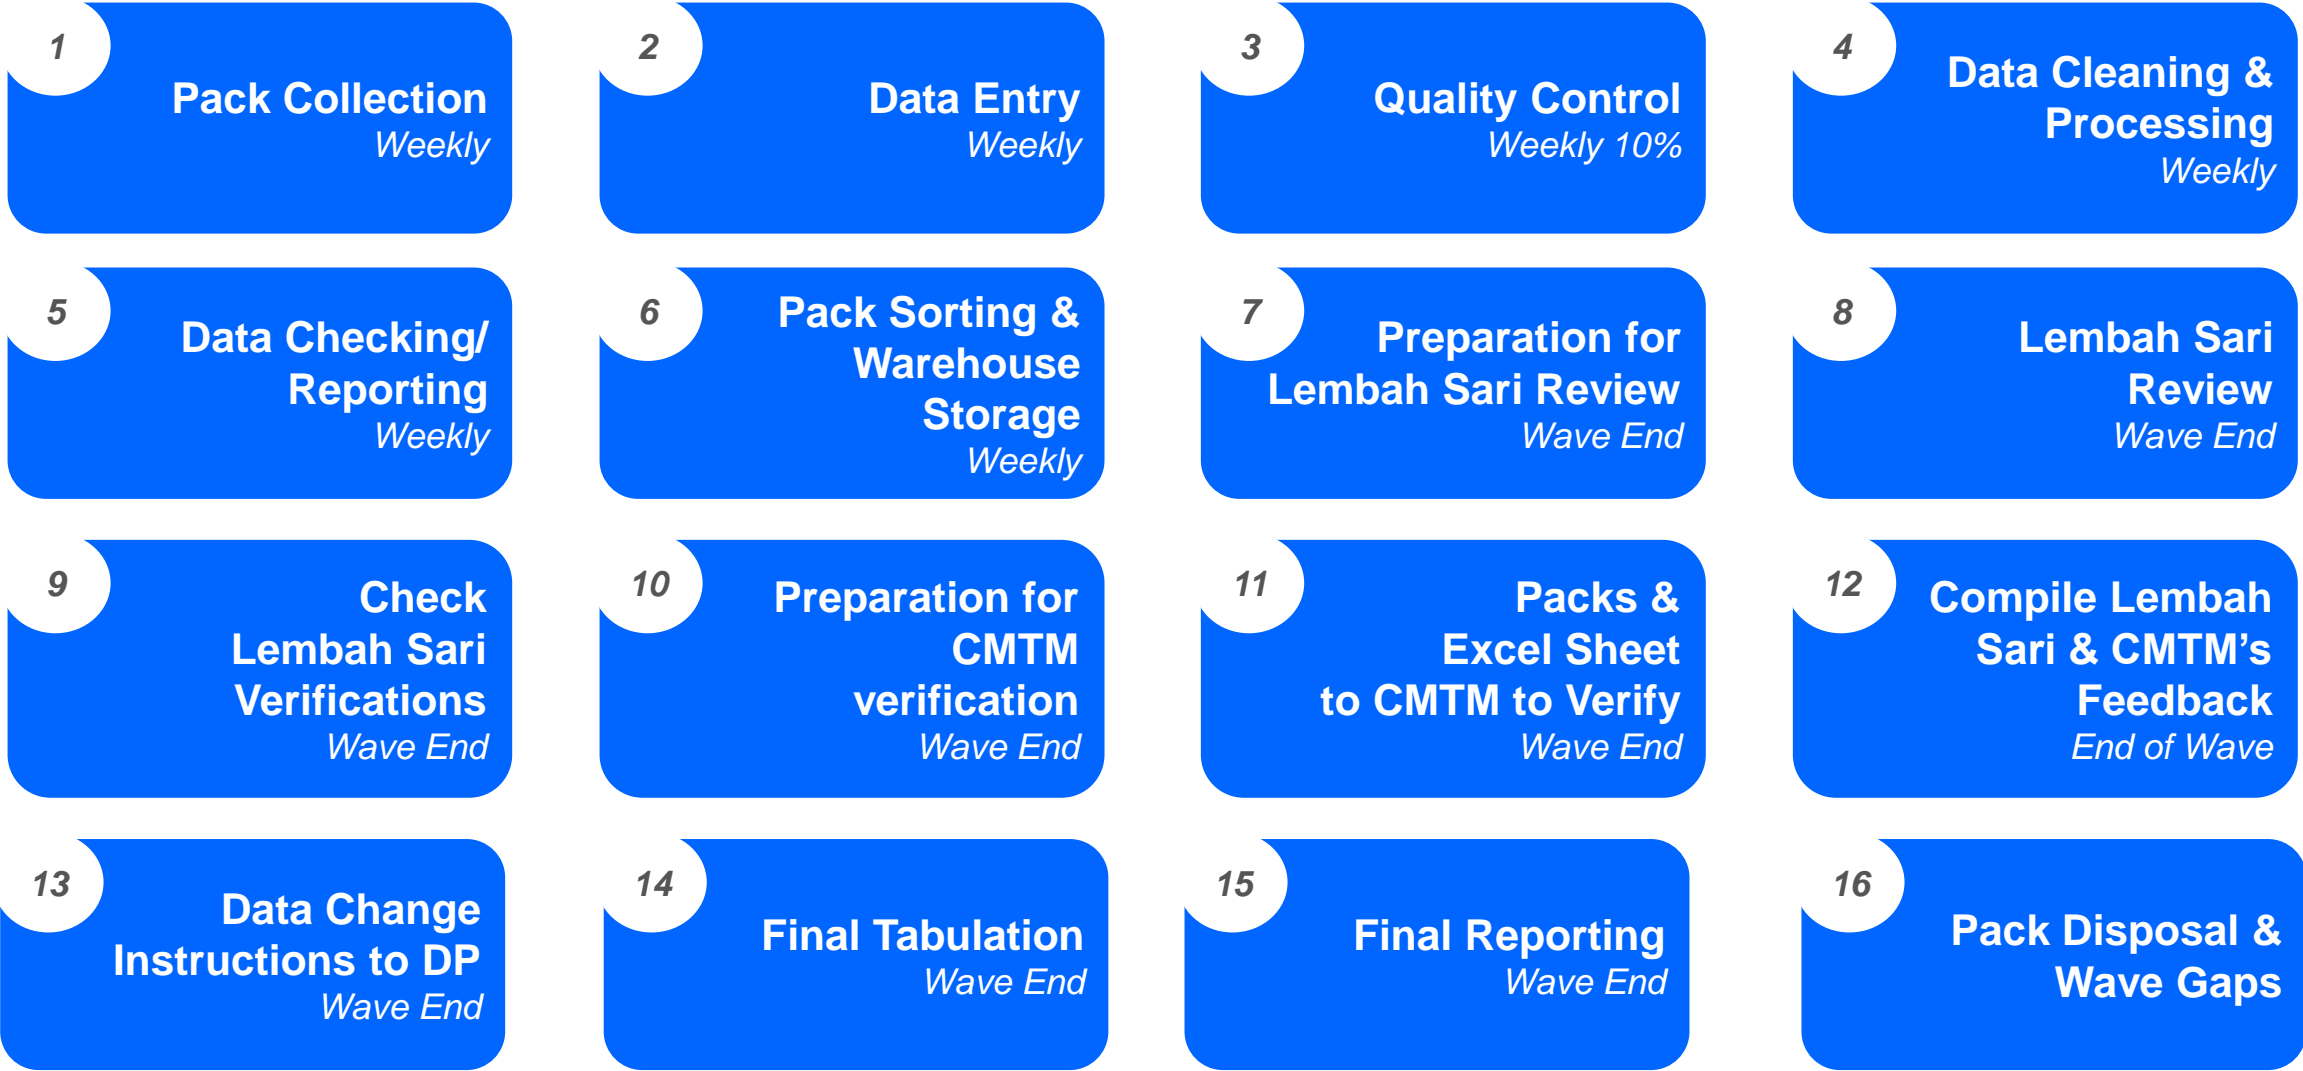 1
Pack Collection
Weekly
2
Data Entry
Weekly
3
Quality Control
Weekly 10%
4
Data Cleaning &
Processing
Weekly
5
Data Checking/
Reporting
Weekly
6
Pack Sorting &
Warehouse
Storage
Weekly
7
Preparation for
Lembah Sari Review
Wave End
8
Lembah Sari
Review
Wave End
9
Check
Lembah Sari
Verifications
Wave End
10
Preparation for
CMTM
verification
Wave End
11
Packs &
Excel Sheet
to CMTM to Verify
Wave End
12
Compile Lembah
Sari & CMTM’s
Feedback
End of Wave
13
Data Change
Instructions to DP
Wave End
14
Final Tabulation
Wave End
15
Final Reporting
Wave End
16
Pack Disposal &
Wave Gaps